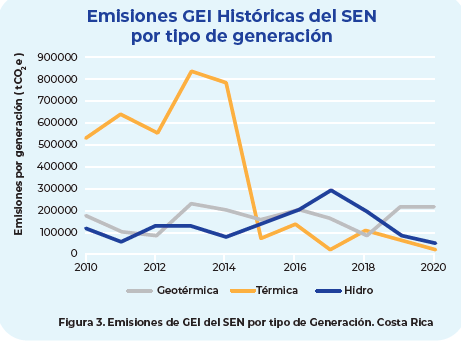 Emisiones GEI Históricas del SEN
por tipo de generación
Emisiones por generación (tCO2e)
900000
800000
700000
600000
500000
400000
300000
200000
100000
0
2010 2012 2014 2016 2018 2020
Geotérmica Térmica Hidro
Figura 3. Emisiones de GEI del SEN por tipo de Generación. Costa Rica